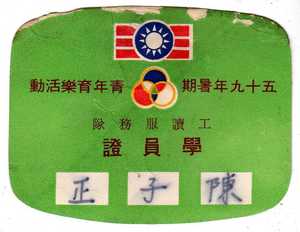 五十九年暑期青年育樂活動
工讀服務隊
學員證
陳子正